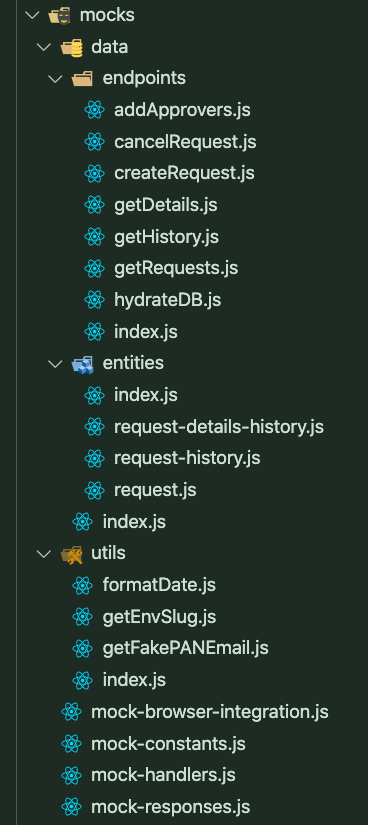 mocks
data
endpoints
addApprovers.js
cancelRequest.js
createRequest.js
getDetails.js
getHistory.js
getRequests.js
hydrateDB.js
index.js
entities
index.js
request-details-history.js
request-history.js
request.js
index.js
utils
formatDate.js
getEnvSlug.js
getFakePANEmail.js
index.js
mock-browser-integration.js
mock-constants.js
mock-handlers.js
mock-responses.js